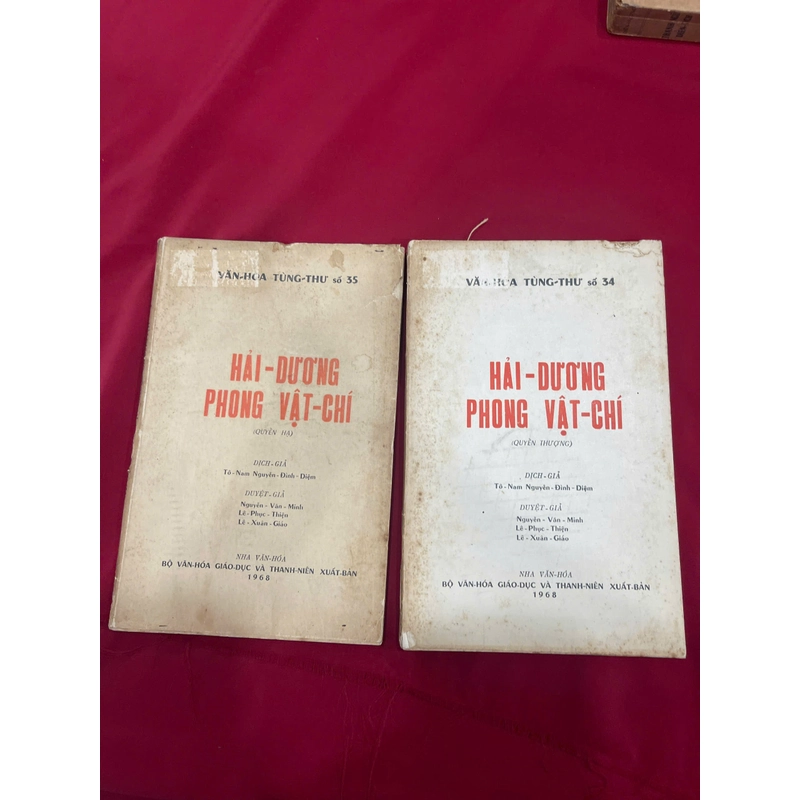 VĂN-HÓA TÙNG-THƯ số 35
HẢI-DƯƠNG
PHONG VẬT-CHÍ
(QUYỂN HẠ)
DỊCH-GIẢ
Tô-Nam Nguyễn-Đình-Diệm
DUYỆT-GIẢ
Nguyễn-Văn-Minh
Lê-Phục-Thiện
Lê-Xuân-Giáo
NHA VĂN-HÓA
BỘ VĂN-HÓA GIÁO-DỤC VÀ THANH-NIÊN XUẤT-BẢN
1968
VĂN-HÓA TÙNG-THƯ số 34
HẢI-DƯƠNG
PHONG VẬT-CHÍ
(QUYỂN THƯỢNG)
DỊCH-GIẢ
Tô-Nam Nguyễn-Đình-Diệm
DUYỆT-GIẢ
Nguyễn-Văn-Minh
Lê-Phục-Thiện
Lê-Xuân-Giáo
NHA VĂN-HÓA
BỘ VĂN-HÓA GIÁO-DỤC VÀ THANH-NIÊN XUẤT-BẢN
1968